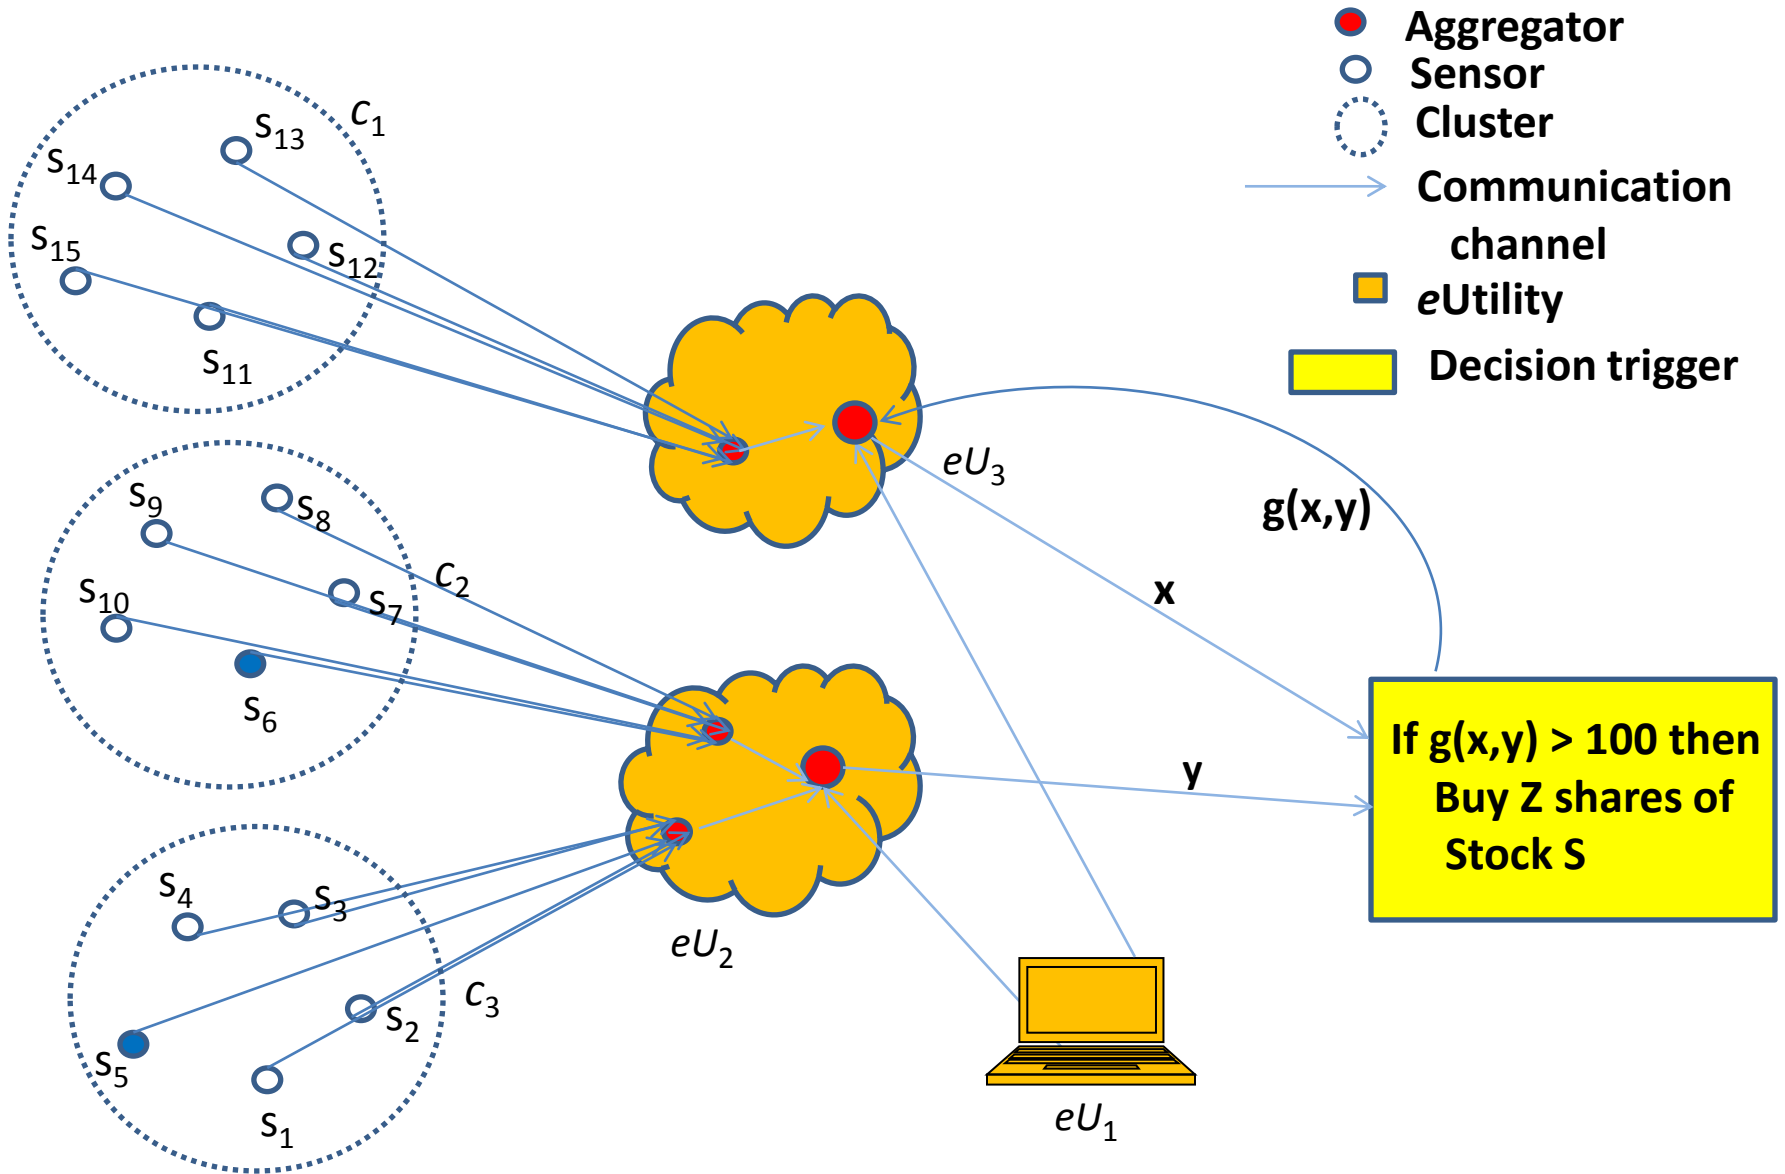 Aggregator
Sensor
Cluster
Communication
channel
eUtility
Decision trigger
c1
s13
s14
s15
s12
s11
eU3
g(x,y)
x
s9
s8
c2
s10
s7
s6
y
If g(x,y) > 100 then
Buy Z shares of
Stock S
s4
s3
eU2
c3
s2
s5
s1
eU1